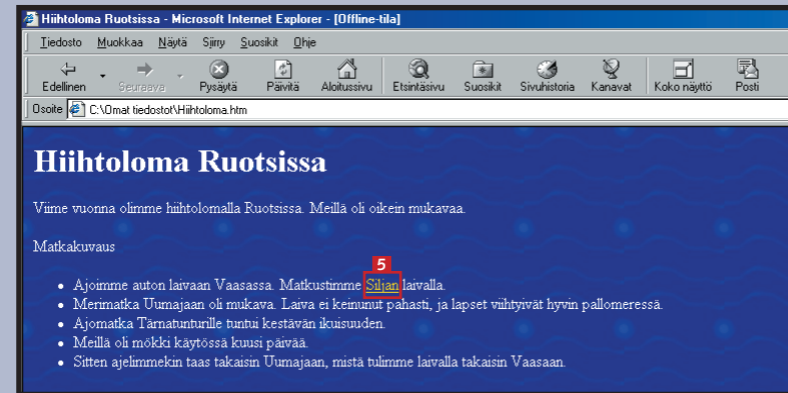 Hiihtoloma Ruotsissa - Microsoft Internet Explorer - [Offline-tila]
Tiedosto Muokkaa Näytä Siirry Suosikit Ohje
Edellinen Seuraava Pysäytä Päivitä Aloitussivu Etsintäsivu Suosikit Sivuhistoria Kanavat Koko näyttö Posti
Osoite C:\Omat tiedostot\Hiihtoloma.htm
Hiihtoloma Ruotsissa
Viime vuonna olimme hiihtolomalla Ruotsissa. Meillä oli oikein mukavaa.
Matkakuvaus
5
• Ajoimme auton laivaan Vaasassa. Matkustimme Siljan laivalla.
• Merimatka Uumajaan oli mukava. Laiva ei keinunut pahasti, ja lapset viihtyivät hyvin pallomeressä.
• Ajomatka Tärnatunturille tuntui kestävän ikuisuuden.
• Meillä oli mökki käytössä kuusi päivää.
• Sitten ajelimmekin taas takaisin Uumajaan, mistä tulimme laivalla takaisin Vaasaan.